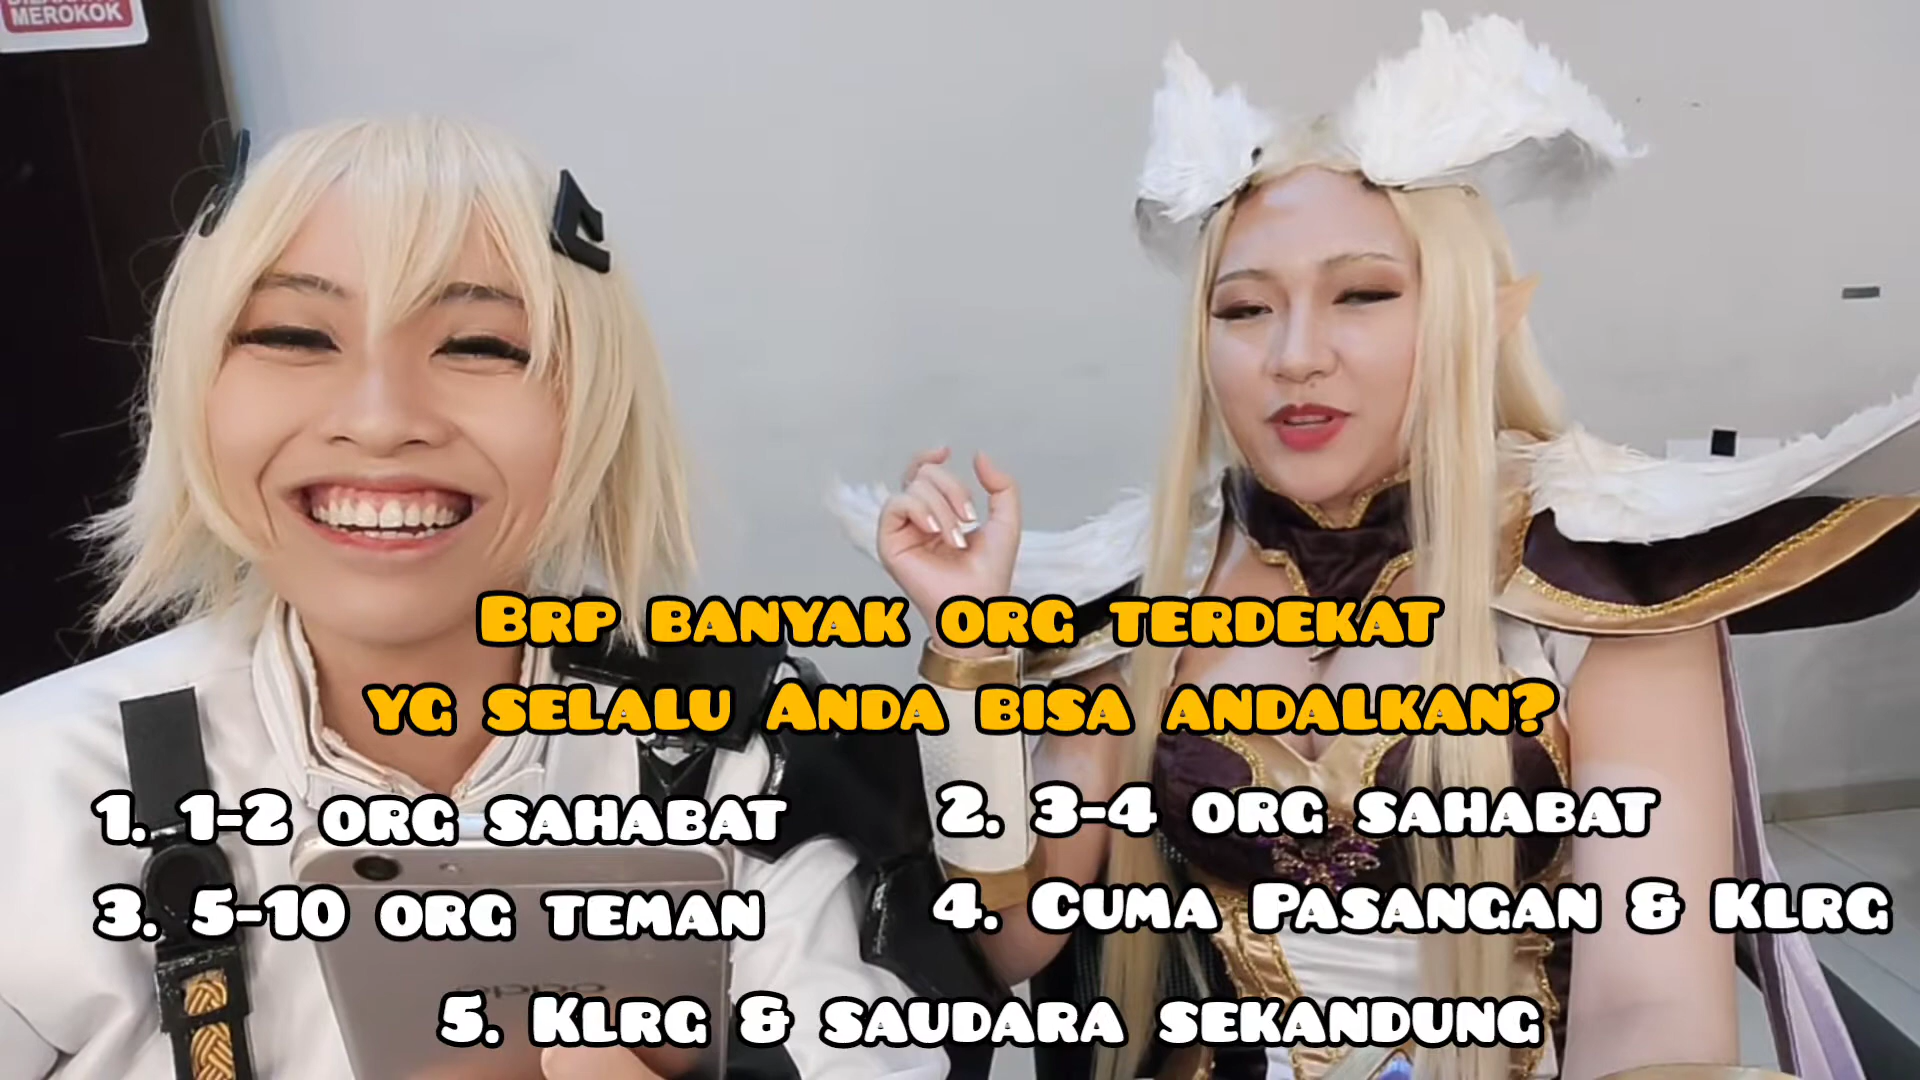 MEROKOK
Brp banyak org terdekat
yg selalu Anda bisa andalkan?
1. 1-2 org sahabat
2. 3-4 org sahabat
3. 5-10 org teman
4. Cuma Pasangan & Klrg
5. Klrg & saudara sekandung
oppo